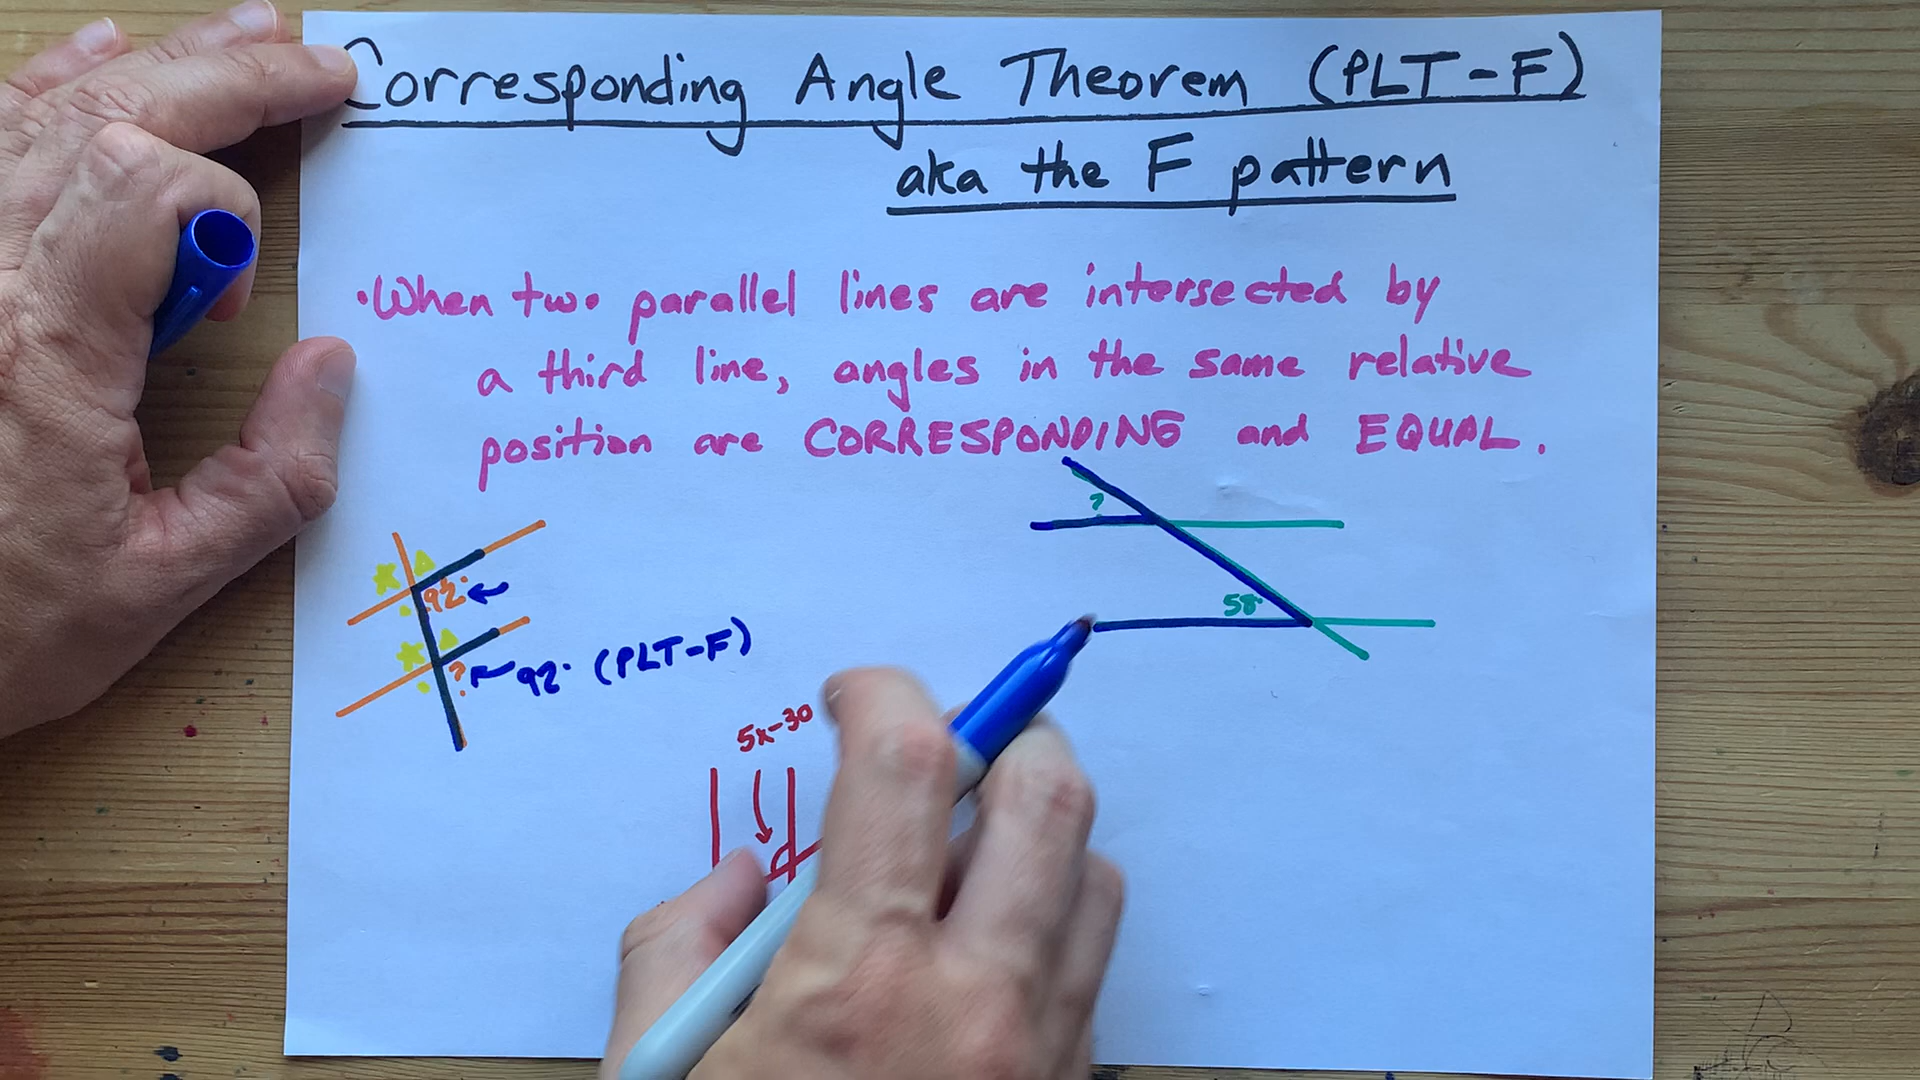 Corresponding Angle Theorem (PLT-F)
aka the F pattern
• When two parallel lines are intersected by
a third line, angles in the same relative
position are CORRESPONDING and EQUAL.
?
92°
58°
? 92° (PLT-F)
5x-30